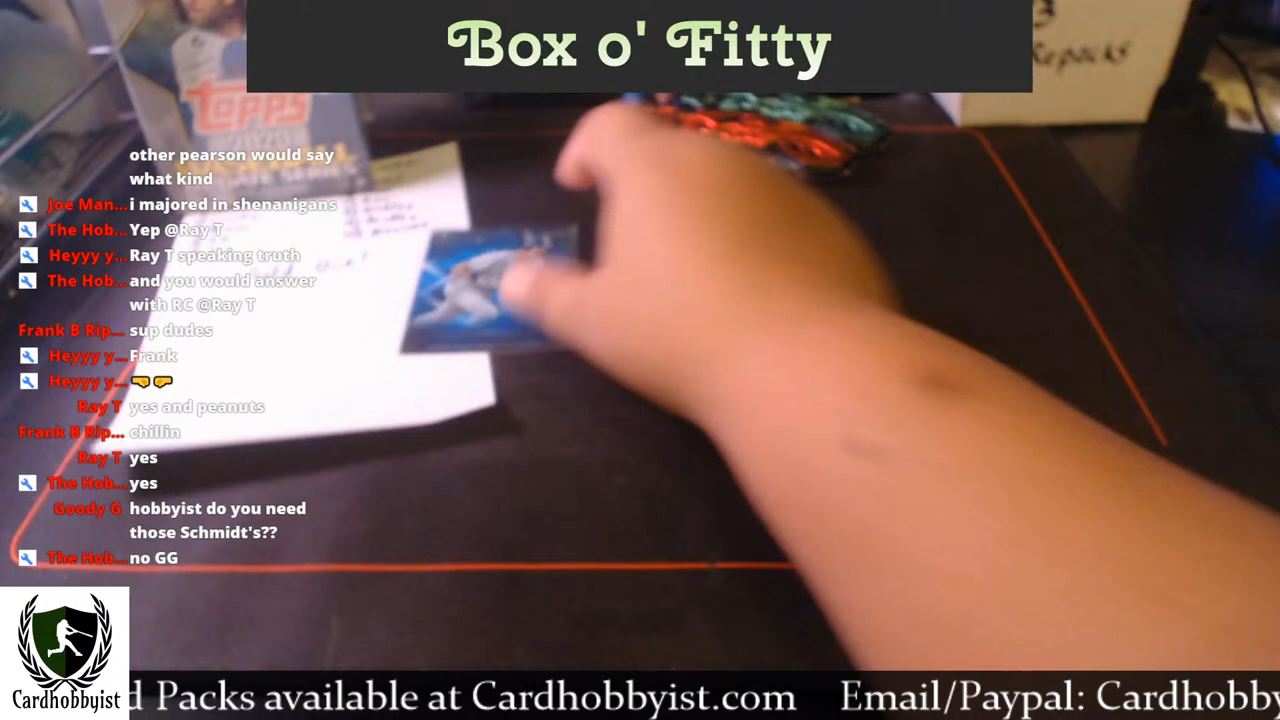 Box o' Fitty
3
Repacks
TOPPS
other pearson would say
what kind
Joe Man... i majored in shenanigans
The Hob... Yep @Ray T
Heyyy y... Ray T speaking truth
The Hob... and you would answer
with RC @Ray T
Frank B Rip... sup dudes
Heyyy y... Frank
Heyyy y... 🤜🤛
Ray T yes and peanuts
Frank B Rip... chillin
Ray T yes
The Hob... yes
Goody G hobbyist do you need
those Schmidt's??
The Hob... no GG
Cardhobbyist
d Packs available at Cardhobbyist.com Email/Paypal: Cardhobby